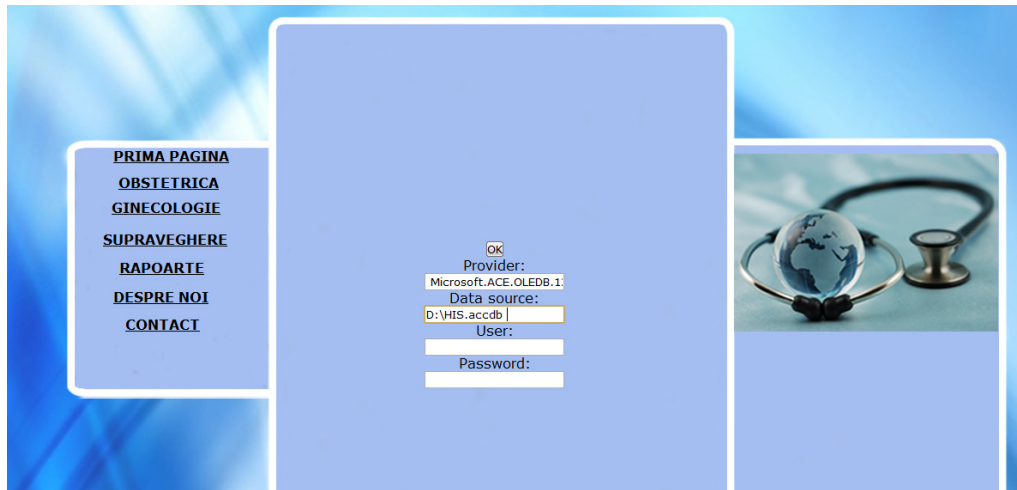 PRIMA PAGINA
OBSTETRICA
GINECOLOGIE
SUPRAVEGHERE
RAPOARTE
DESPRE NOI
CONTACT
OK
Provider:
Microsoft.ACE.OLEDB.1
Data source:
D:\HIS.accdb
User:
Password: